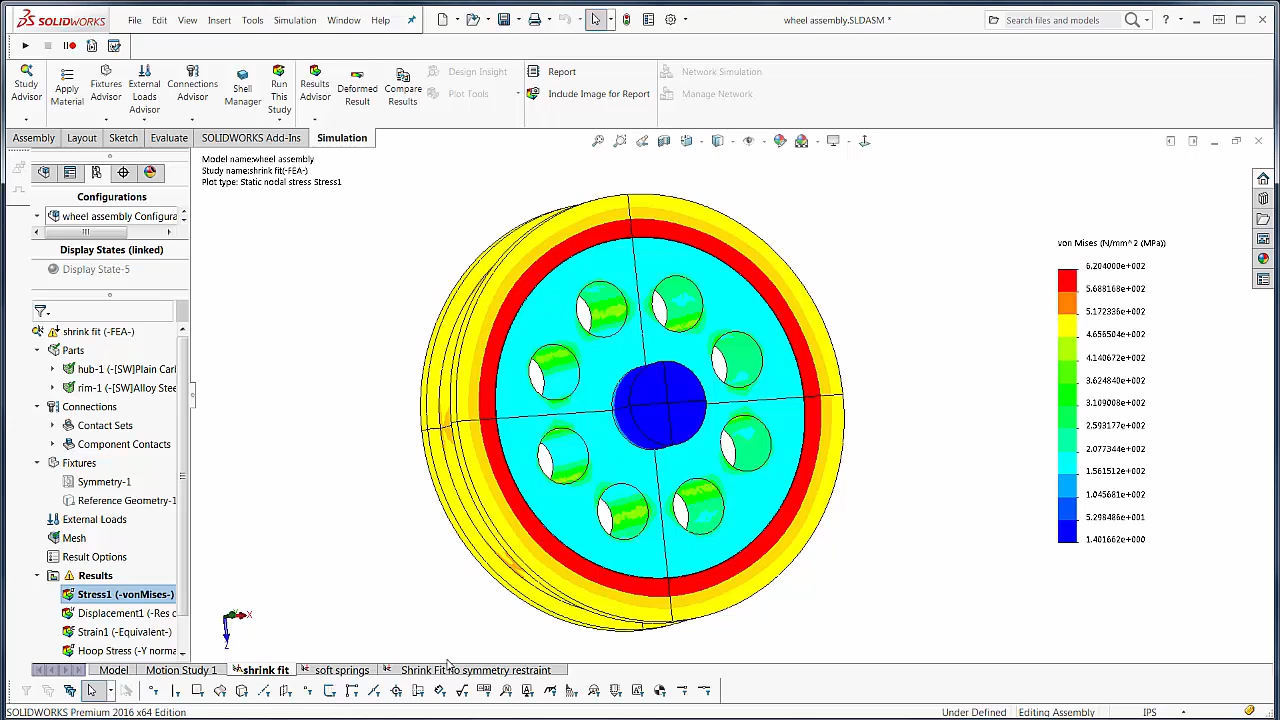 SOLIDWORKS File Edit View Insert Tools Simulation Window Help wheel assembly.SLDASM * Search files and models
Study Advisor Apply Material Fixtures Advisor External Loads Advisor Connections Advisor Shell Manager Run This Study Results Advisor Deformed Result Compare Results Design Insight Plot Tools Report Include Image for Report Network Simulation Manage Network
Assembly Layout Sketch Evaluate SOLIDWORKS Add-Ins Simulation
Model name:wheel assembly
Study name:shrink fit(-FEA-)
Plot type: Static nodal stress Stress1
Configurations
wheel assembly Configura
Display States (linked)
Display State-5
shrink fit (-FEA-)
Parts
hub-1 (-[SW]Plain Carl
rim-1 (-[SW]Alloy Stee
Connections
Contact Sets
Component Contacts
Fixtures
Symmetry-1
Reference Geometry-1
External Loads
Mesh
Result Options
Results
Stress1 (-vonMises-)
Displacement1 (-Res d
Strain1 (-Equivalent-)
Hoop Stress (-Y norma
von Mises (N/mm^2 (MPa))
6.204000e+002
5.688168e+002
5.172336e+002
4.656504e+002
4.140672e+002
3.624840e+002
3.109008e+002
2.593177e+002
2.077344e+002
1.561512e+002
1.045681e+002
5.298486e+001
1.401662e+000
X
Z
Model Motion Study 1 shrink fit soft springs Shrink Fit no symmetry restraint
SOLIDWORKS Premium 2016 x64 Edition Under Defined Editing Assembly IPS